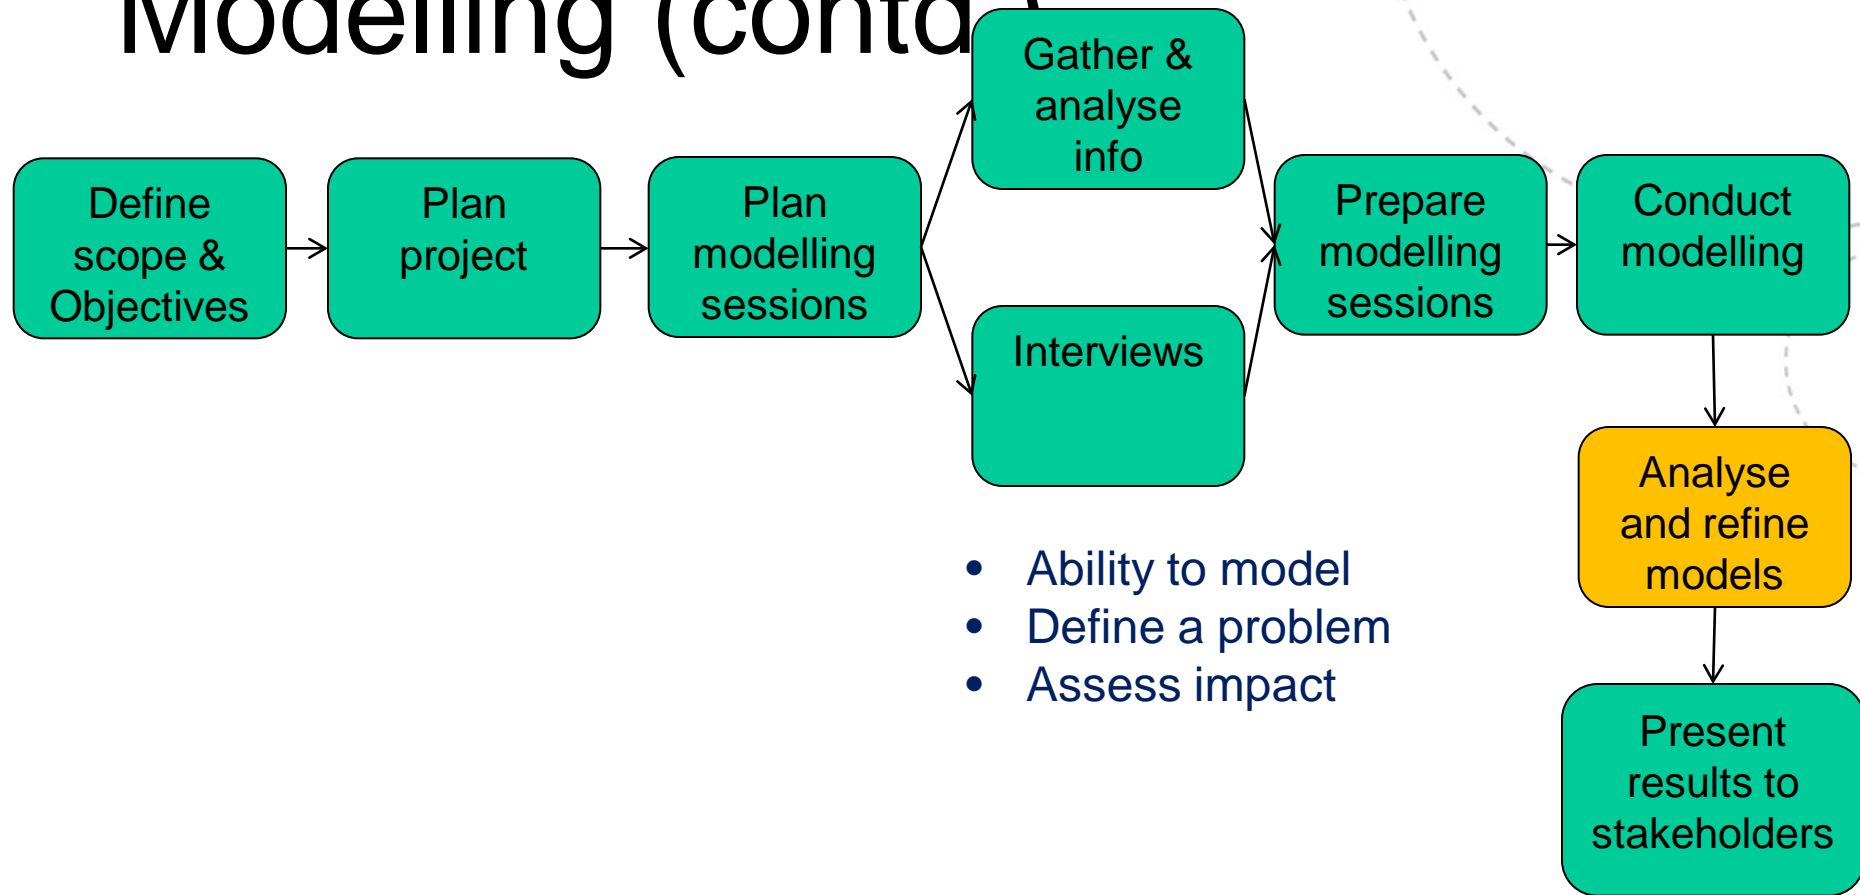 Modelling (contd.)
Define
scope &
Objectives
Plan
project
Plan
modelling
sessions
Gather &
analyse
info
Interviews
Prepare
modelling
sessions
Conduct
modelling
Analyse
and refine
models
Present
results to
stakeholders
• Ability to model
• Define a problem
• Assess impact